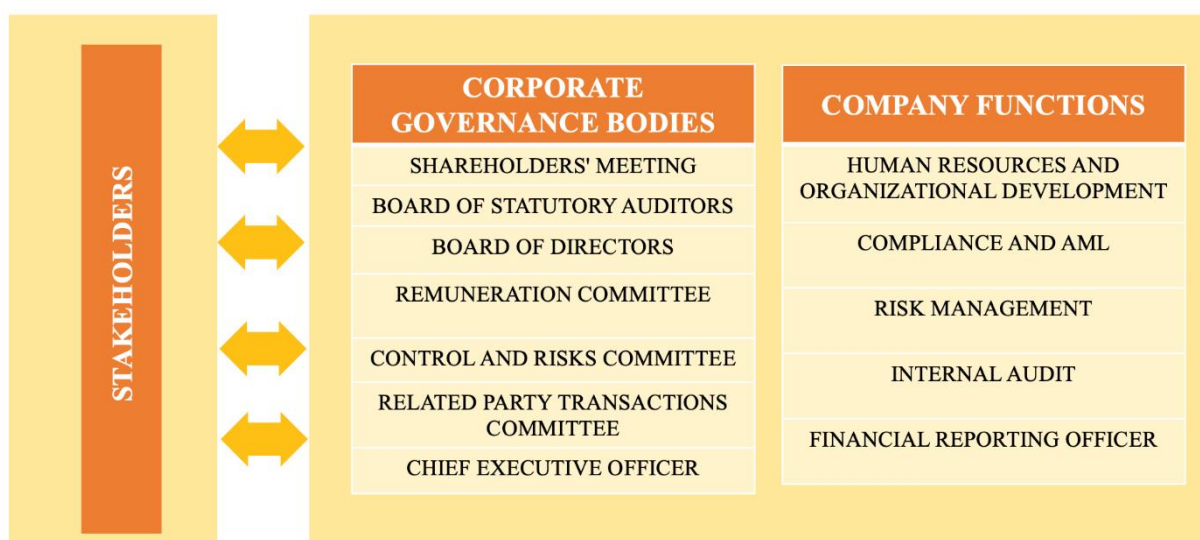 STAKEHOLDERS
CORPORATE
GOVERNANCE BODIES
SHAREHOLDERS' MEETING
BOARD OF STATUTORY AUDITORS
BOARD OF DIRECTORS
REMUNERATION COMMITTEE
CONTROL AND RISKS COMMITTEE
RELATED PARTY TRANSACTIONS
COMMITTEE
CHIEF EXECUTIVE OFFICER
COMPANY FUNCTIONS
HUMAN RESOURCES AND
ORGANIZATIONAL DEVELOPMENT
COMPLIANCE AND AML
RISK MANAGEMENT
INTERNAL AUDIT
FINANCIAL REPORTING OFFICER